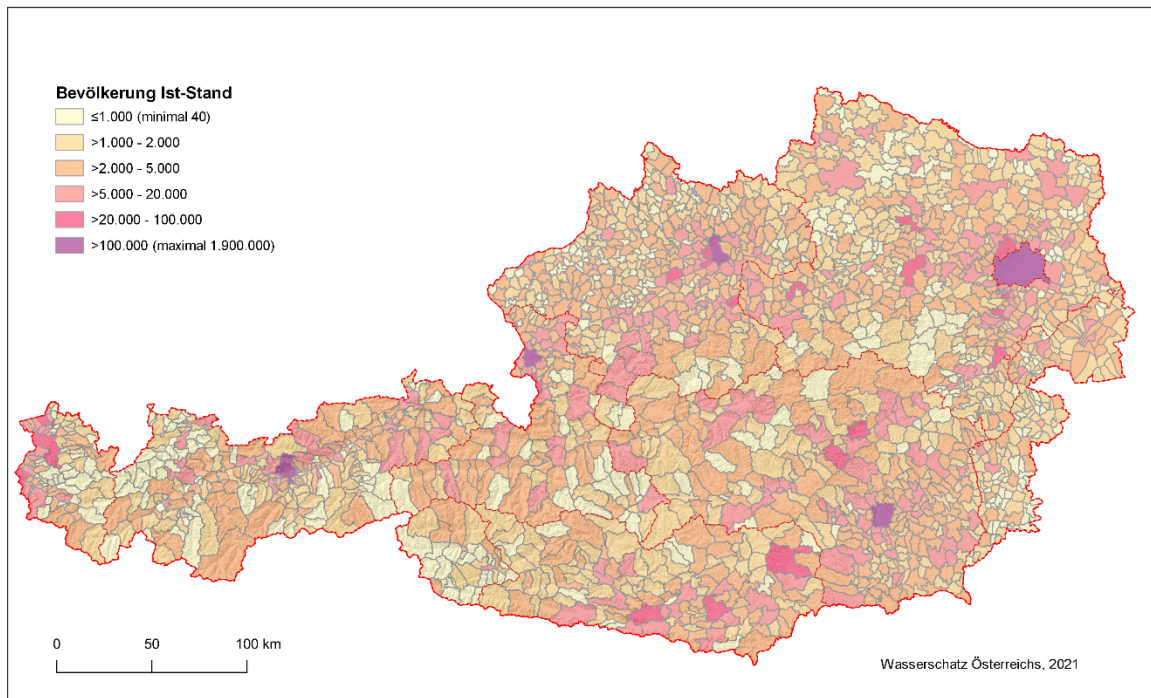 Bevölkerung Ist-Stand
≤1.000 (minimal 40)
>1.000 - 2.000
>2.000 - 5.000
>5.000 - 20.000
>20.000 - 100.000
>100.000 (maximal 1.900.000)
0 50 100 km
Wasserschatz Österreichs, 2021